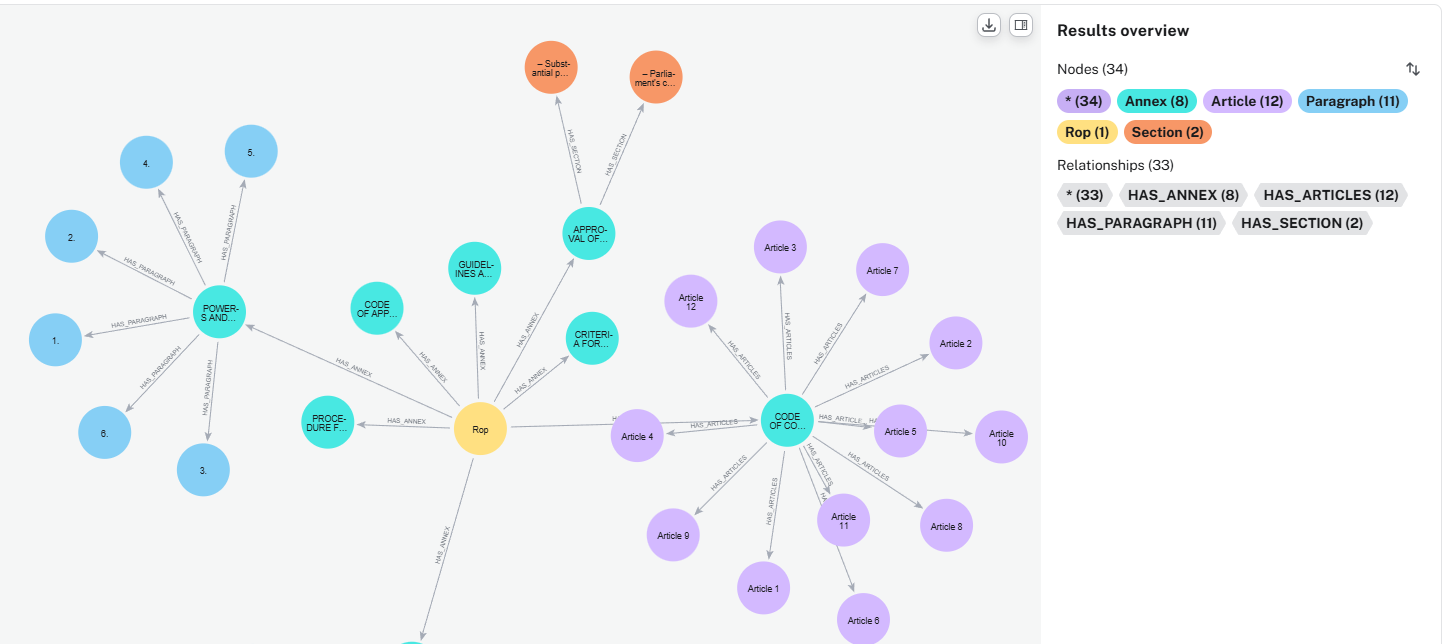 – Subst-
antial p...
– Parlia-
ment's c...
HAS_SECTION
HAS_SECTION
4.
5.
2.
1.
6.
3.
HAS_PARAGRAPH
HAS_PARAGRAPH
HAS_PARAGRAPH
HAS_PARAGRAPH
HAS_PARAGRAPH
HAS_PARAGRAPH
POWER-
S AND...
APPRO-
VAL OF...
GUIDEL-
INES A...
CODE
OF APP...
CRITERI-
A FOR...
PROCE-
DURE F...
Rop
HAS_ANNEX
HAS_ANNEX
HAS_ANNEX
HAS_ANNEX
HAS_ANNEX
HAS_ANNEX
HAS_ANNEX
CODE
OF CO...
Article 3
Article 7
Article
12
Article 2
Article 4
Article 5
Article
10
Article 9
Article
11
Article 8
Article 1
Article 6
HAS_ARTICLES
HAS_ARTICLES
HAS_ARTICLES
HAS_ARTICLES
HAS_ARTICLES
HAS_ARTICLES
HAS_ARTICLES
HAS_ARTICLES
HAS_ARTICLES
Results overview
Nodes (34)
* (34) Annex (8) Article (12) Paragraph (11)
Rop (1) Section (2)
Relationships (33)
* (33) HAS_ANNEX (8) HAS_ARTICLES (12)
HAS_PARAGRAPH (11) HAS_SECTION (2)